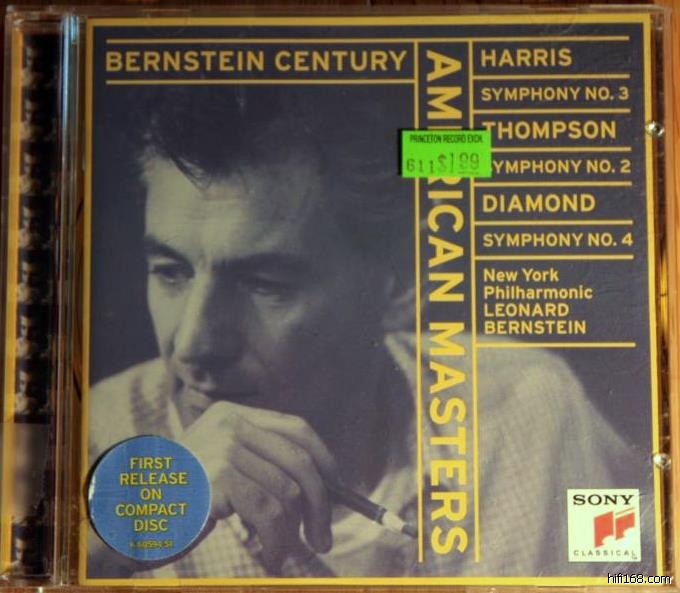 BERNSTEIN CENTURY
AMERICAN MASTERS
HARRIS
SYMPHONY NO. 3
THOMPSON
SYMPHONY NO. 2
DIAMOND
SYMPHONY NO. 4
New York
Philharmonic
LEONARD
BERNSTEIN
PRINCETON RECORD EXCH.
611 $1.99
FIRST
RELEASE
ON
COMPACT
DISC
SONY
CLASSICAL
hifi168.com